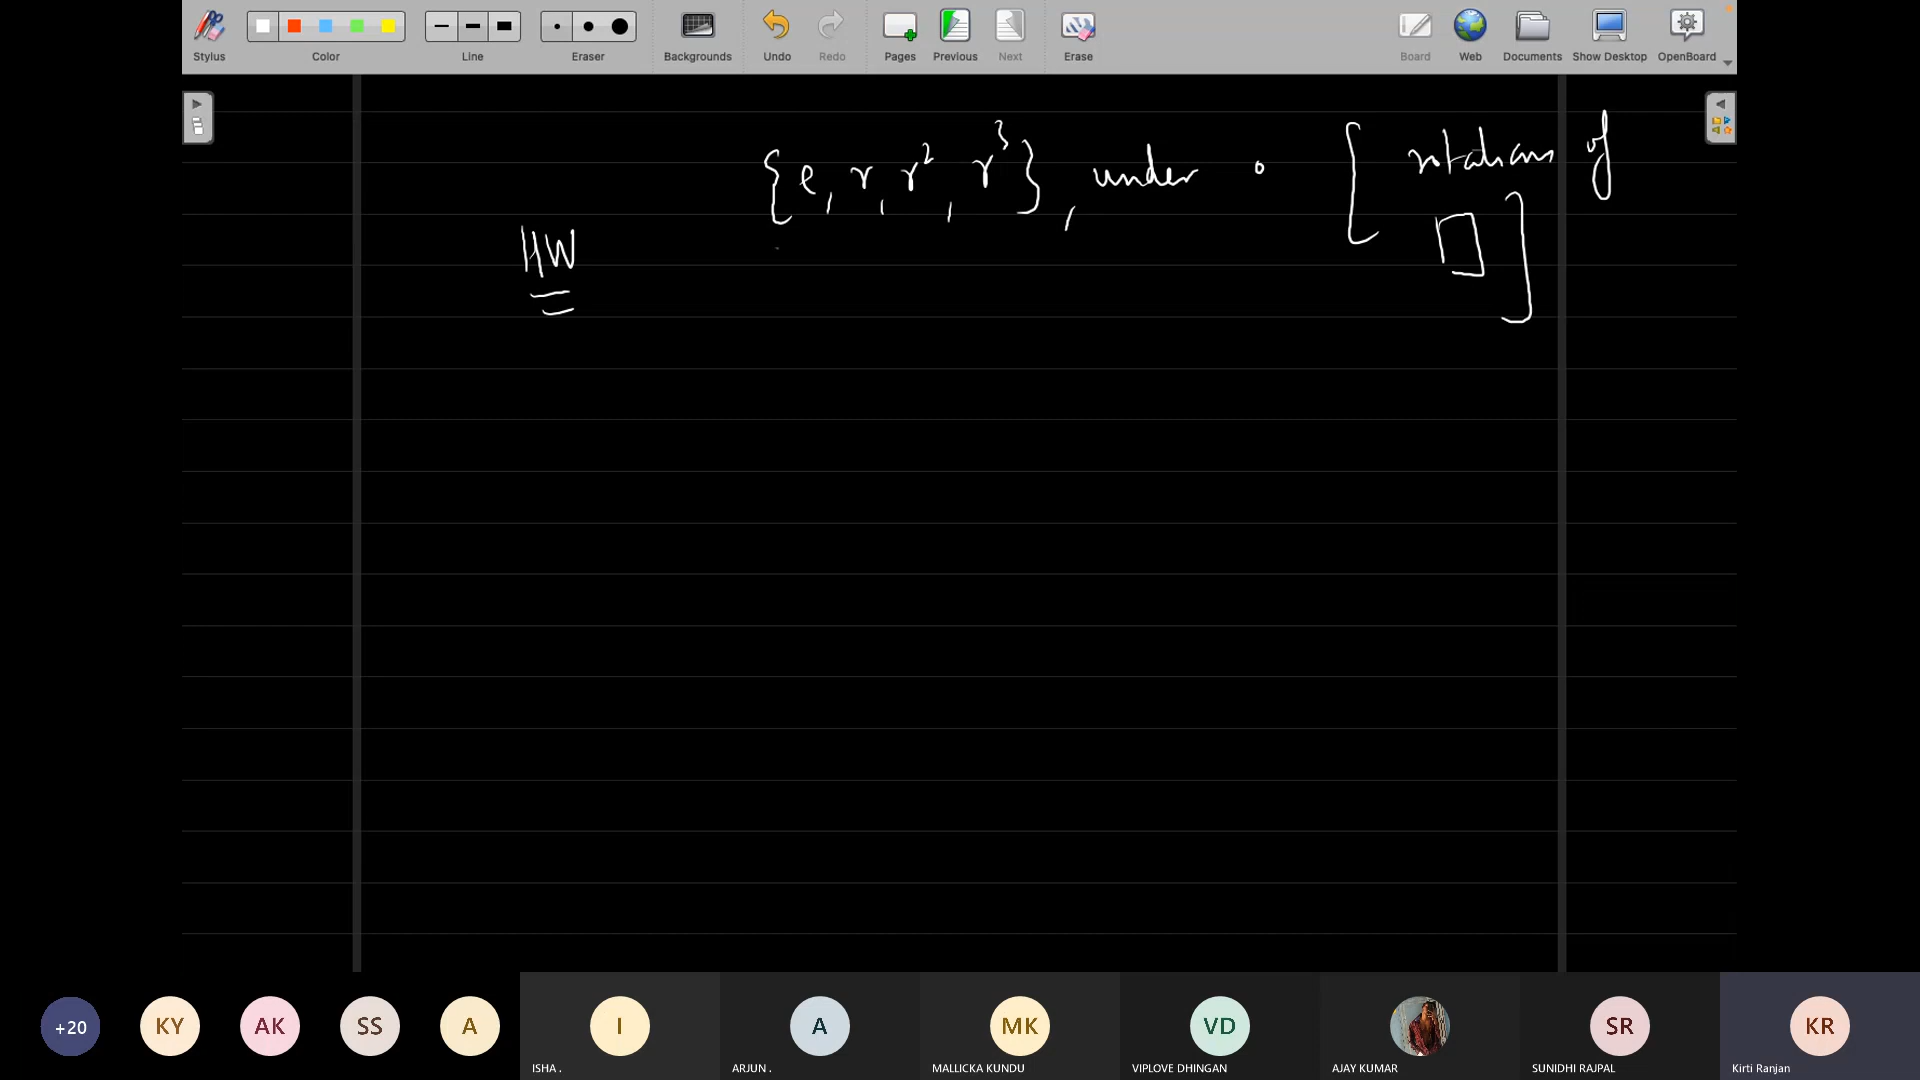 Stylus Color Line Eraser Backgrounds Undo Redo Pages Previous Next Erase Board Web Documents Show Desktop OpenBoard
{e, r, r², r³}, under ∘ [ rotations of
□ ]
HW
+20 KY AK SS A I A MK VD SR KR
ISHA . ARJUN . MALLICKA KUNDU VIPLOVE DHINGAN AJAY KUMAR SUNIDHI RAJPAL Kirti Ranjan